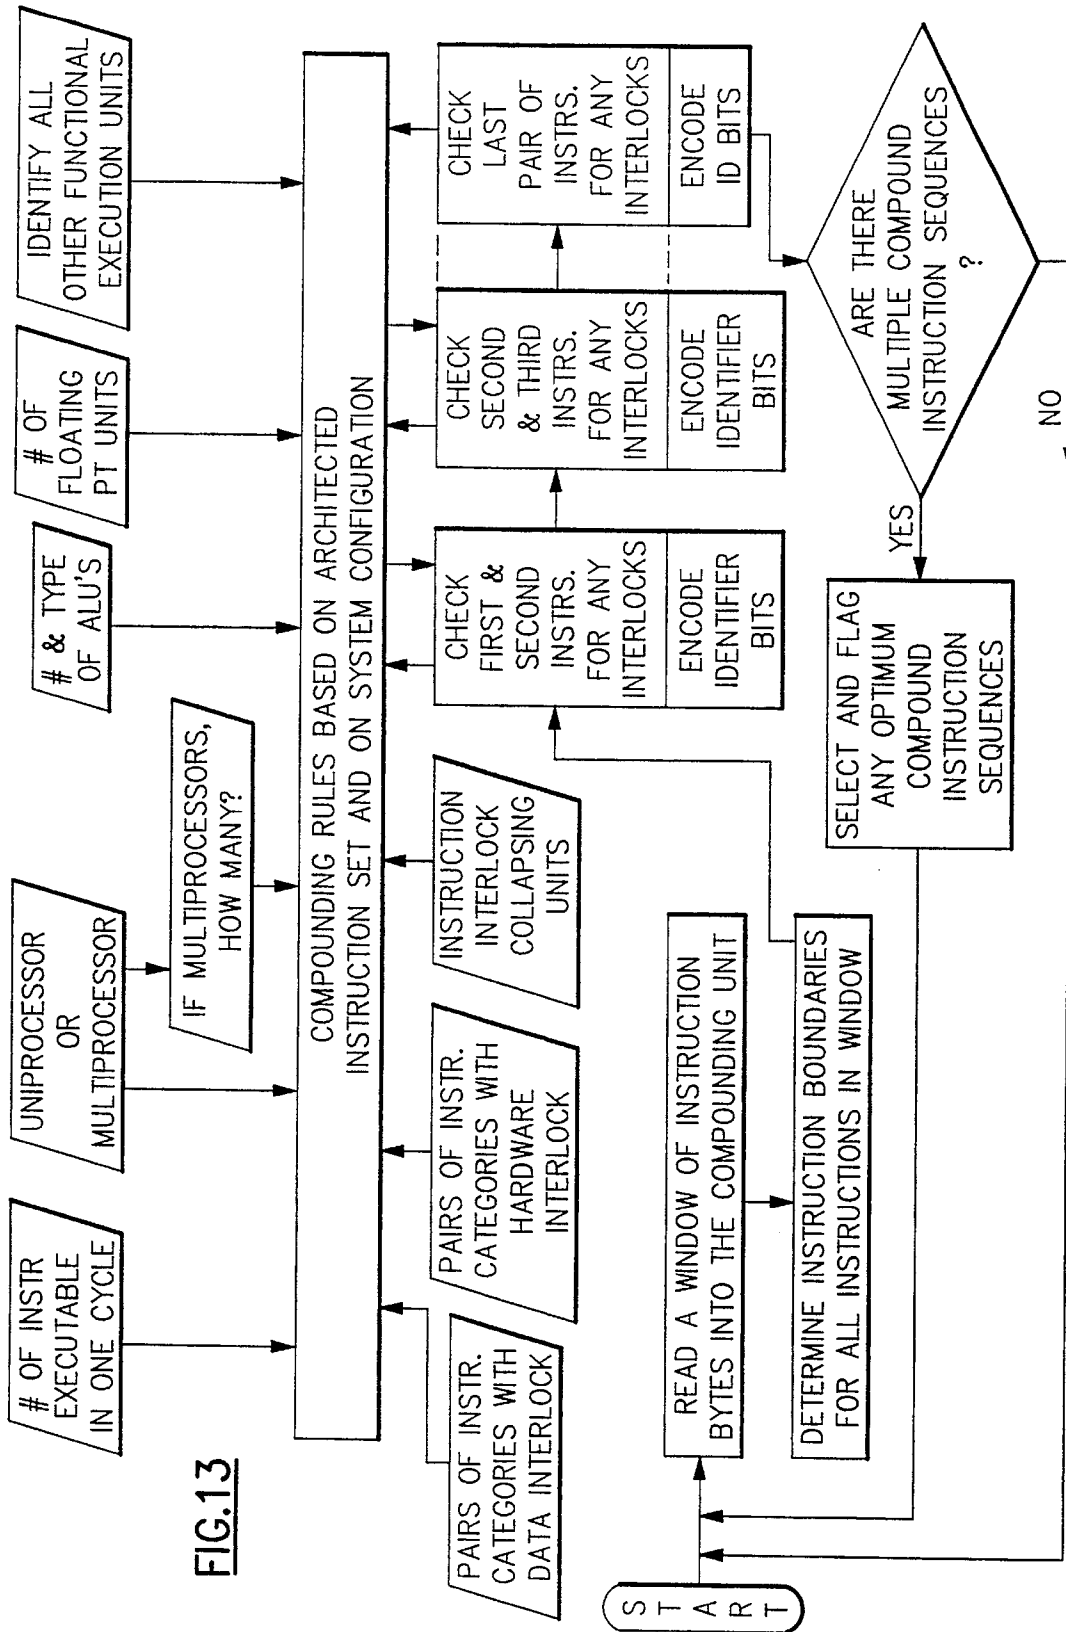 FIG.13
# OF INSTR
EXECUTABLE
IN ONE CYCLE
UNIPROCESSOR
OR
MULTIPROCESSOR
IF MULTIPROCESSORS,
HOW MANY?
# & TYPE
OF ALU'S
# OF
FLOATING
PT UNITS
IDENTIFY ALL
OTHER FUNCTIONAL
EXECUTION UNITS
COMPOUNDING RULES BASED ON ARCHITECTED
INSTRUCTION SET AND ON SYSTEM CONFIGURATION
PAIRS OF INSTR.
CATEGORIES WITH
DATA INTERLOCK
PAIRS OF INSTR.
CATEGORIES WITH
HARDWARE
INTERLOCK
INSTRUCTION
INTERLOCK
COLLAPSING
UNITS
CHECK
FIRST &
SECOND
INSTRS.
FOR ANY
INTERLOCKS
ENCODE
IDENTIFIER
BITS
CHECK
SECOND
& THIRD
INSTRS.
FOR ANY
INTERLOCKS
ENCODE
IDENTIFIER
BITS
CHECK
LAST
PAIR OF
INSTRS.
FOR ANY
INTERLOCKS
ENCODE
ID BITS
START
READ A WINDOW OF INSTRUCTION
BYTES INTO THE COMPOUNDING UNIT
DETERMINE INSTRUCTION BOUNDARIES
FOR ALL INSTRUCTIONS IN WINDOW
SELECT AND FLAG
ANY OPTIMUM
COMPOUND
INSTRUCTION
SEQUENCES
YES
ARE THERE
MULTIPLE COMPOUND
INSTRUCTION SEQUENCES
?
NO